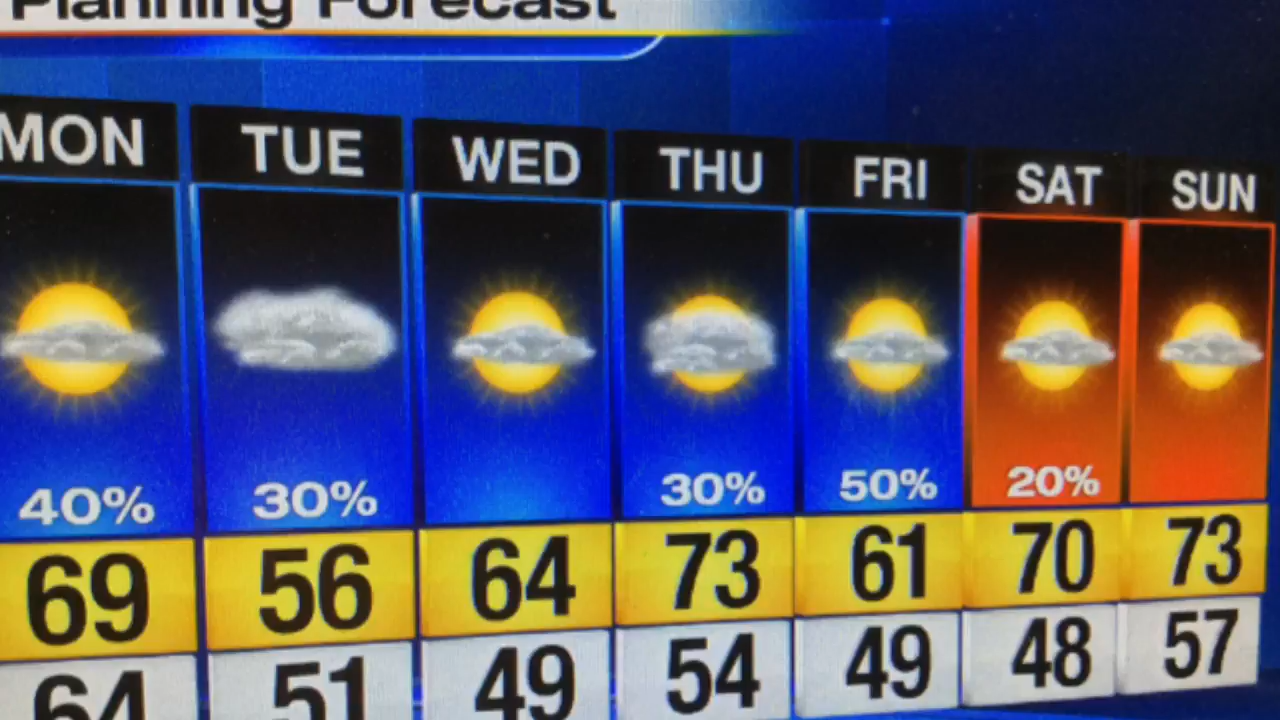 Planning Forecast
MON TUE WED THU FRI SAT SUN
40% 30% 30% 50% 20%
69 56 64 73 61 70 73
64 51 49 54 49 48 57